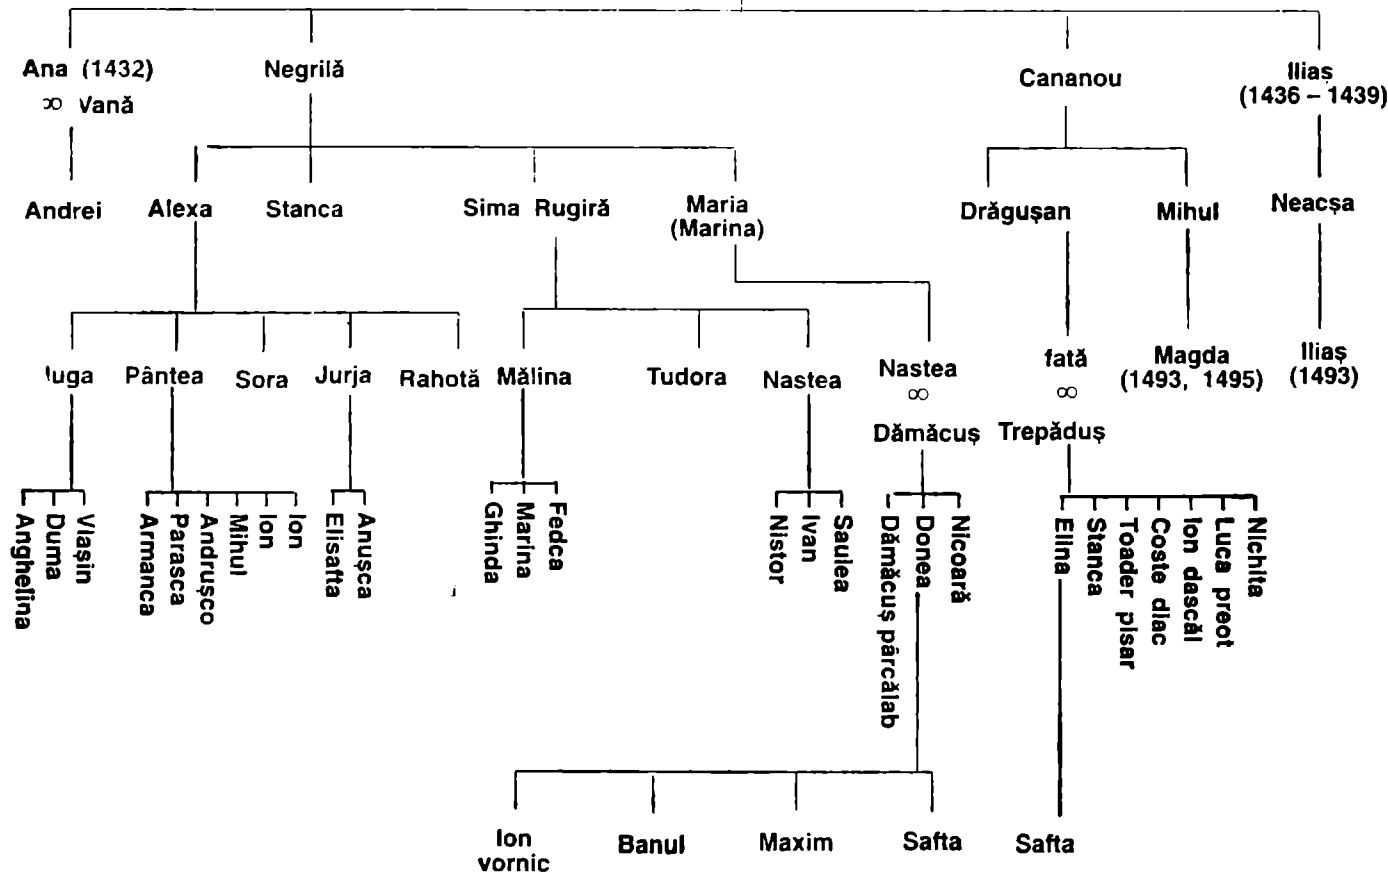 Ana (1432)
∞ Vană
Negrilă
Cananou
Iliaș
(1436 – 1439)
Andrei
Alexa
Stanca
Sima Rugiră
Maria
(Marina)
Drăgușan
Mihul
Neacșa
Iuga
Pântea
Sora
Jurja
Rahotă
Mălina
Tudora
Nastea
Nastea
∞
Dămăcuș
fată
∞
Trepăduș
Magda
(1493, 1495)
Iliaș
(1493)
Anghelina
Duma
Vlașin
Armanca
Parasca
Andrușco
Mihul
Ion
Ion
Elisafta
Anușca
Ghinda
Marina
Fedca
Nistor
Ivan
Saulea
Dămăcuș pârcălab
Donea
Nicoară
Elina
Stanca
Toader pisar
Coste diac
Ion dascăl
Luca preot
Nichita
Ion
vornic
Banul
Maxim
Safta
Safta